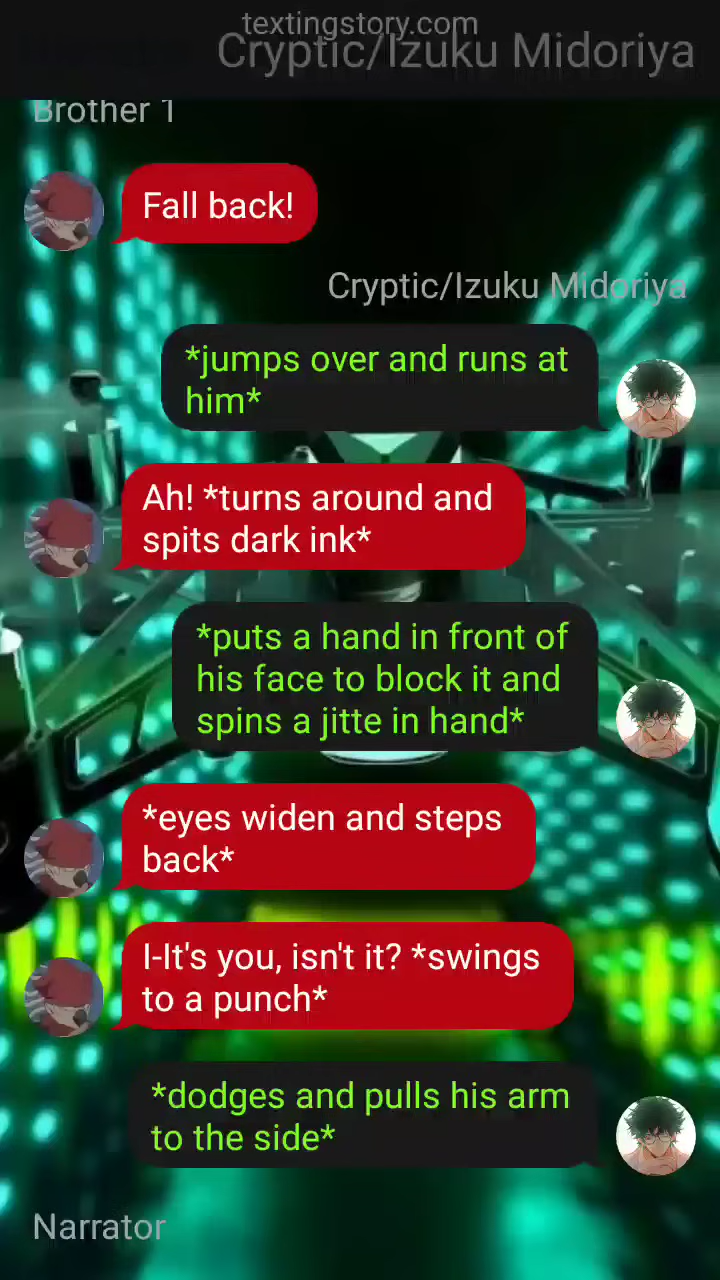 textingstory.com
Cryptic/Izuku Midoriya
Brother 1
Fall back!
Cryptic/Izuku Midoriya
*jumps over and runs at
him*
Ah! *turns around and
spits dark ink*
*puts a hand in front of
his face to block it and
spins a jitte in hand*
*eyes widen and steps
back*
I-It's you, isn't it? *swings
to a punch*
*dodges and pulls his arm
to the side*
Narrator